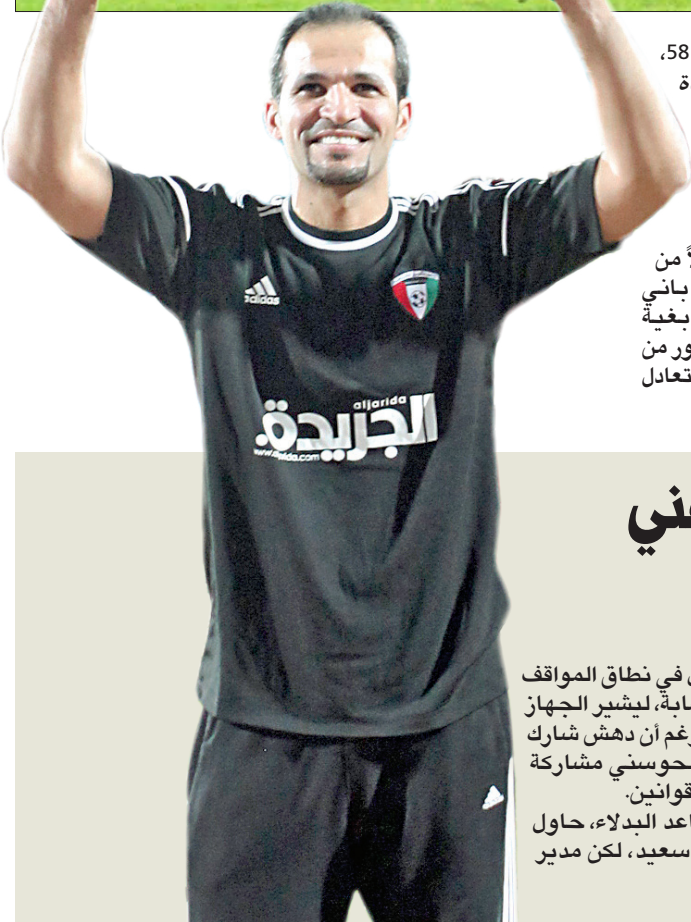 58،
ة
ً من
باني
بغية
ور من
تعادل
adidas
aljarida
الجريدة.
www.aljarida.com
ني
في نطاق المواقف
ابة، ليشير الجهاز
رغم أن دهش شارك
حوسني مشاركة
قوانين.
اعد البدلاء، حاول
سعيد، لكن مدير